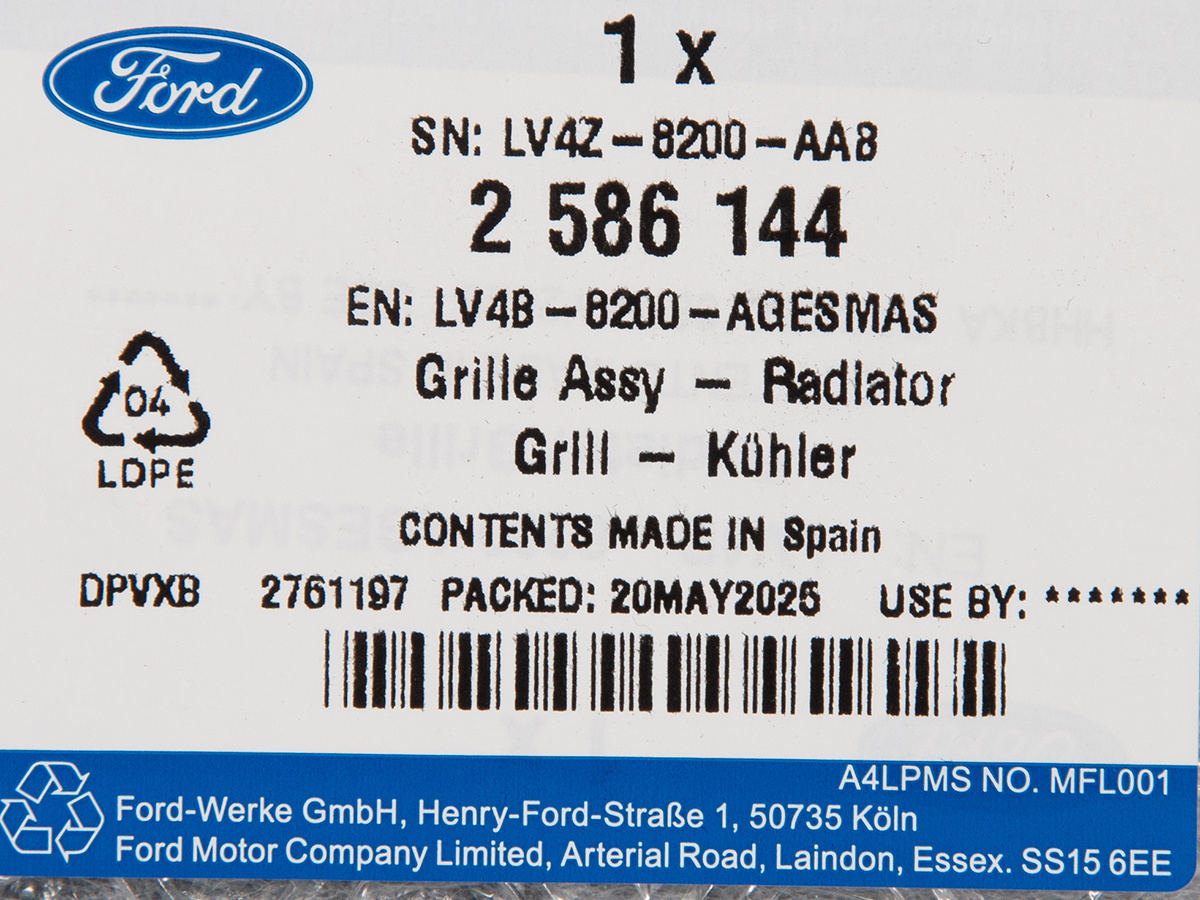 Ford
1 x
SN: LV4Z-8200-AAB
2 586 144
EN: LV4B-8200-AGESMAS
Grille Assy - Radiator
Grill - Kühler
04
LDPE
CONTENTS MADE IN Spain
DPVXB 2761197 PACKED: 20MAY2025 USE BY: *******
A4LPMS NO. MFL001
Ford-Werke GmbH, Henry-Ford-Straße 1, 50735 Köln
Ford Motor Company Limited, Arterial Road, Laindon, Essex. SS15 6EE